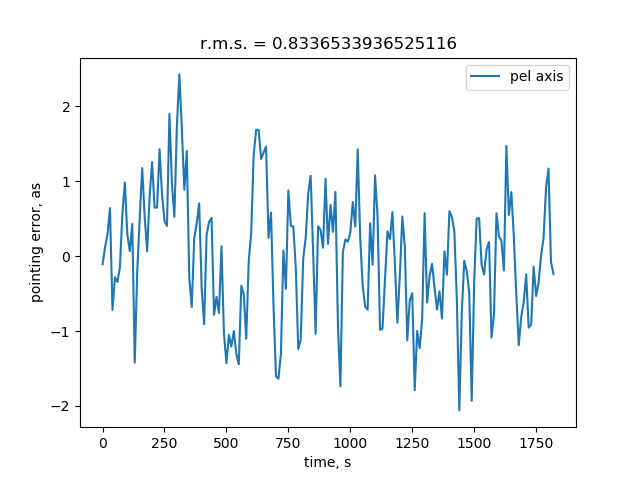 r.m.s. = 0.8336533936525116
pel axis
pointing error, as
2
1
0
−1
−2
0 250 500 750 1000 1250 1500 1750
time, s